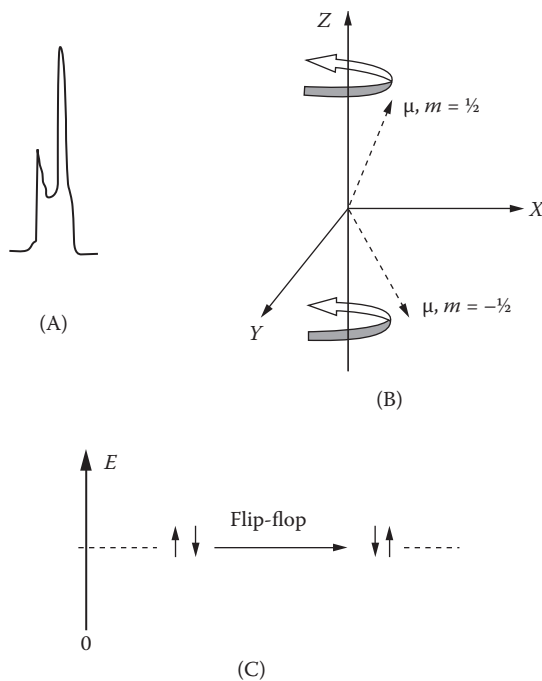 Z
μ, m = ½
X
Y
μ, m = –½
(A)
(B)
E
Flip-flop
0
(C)